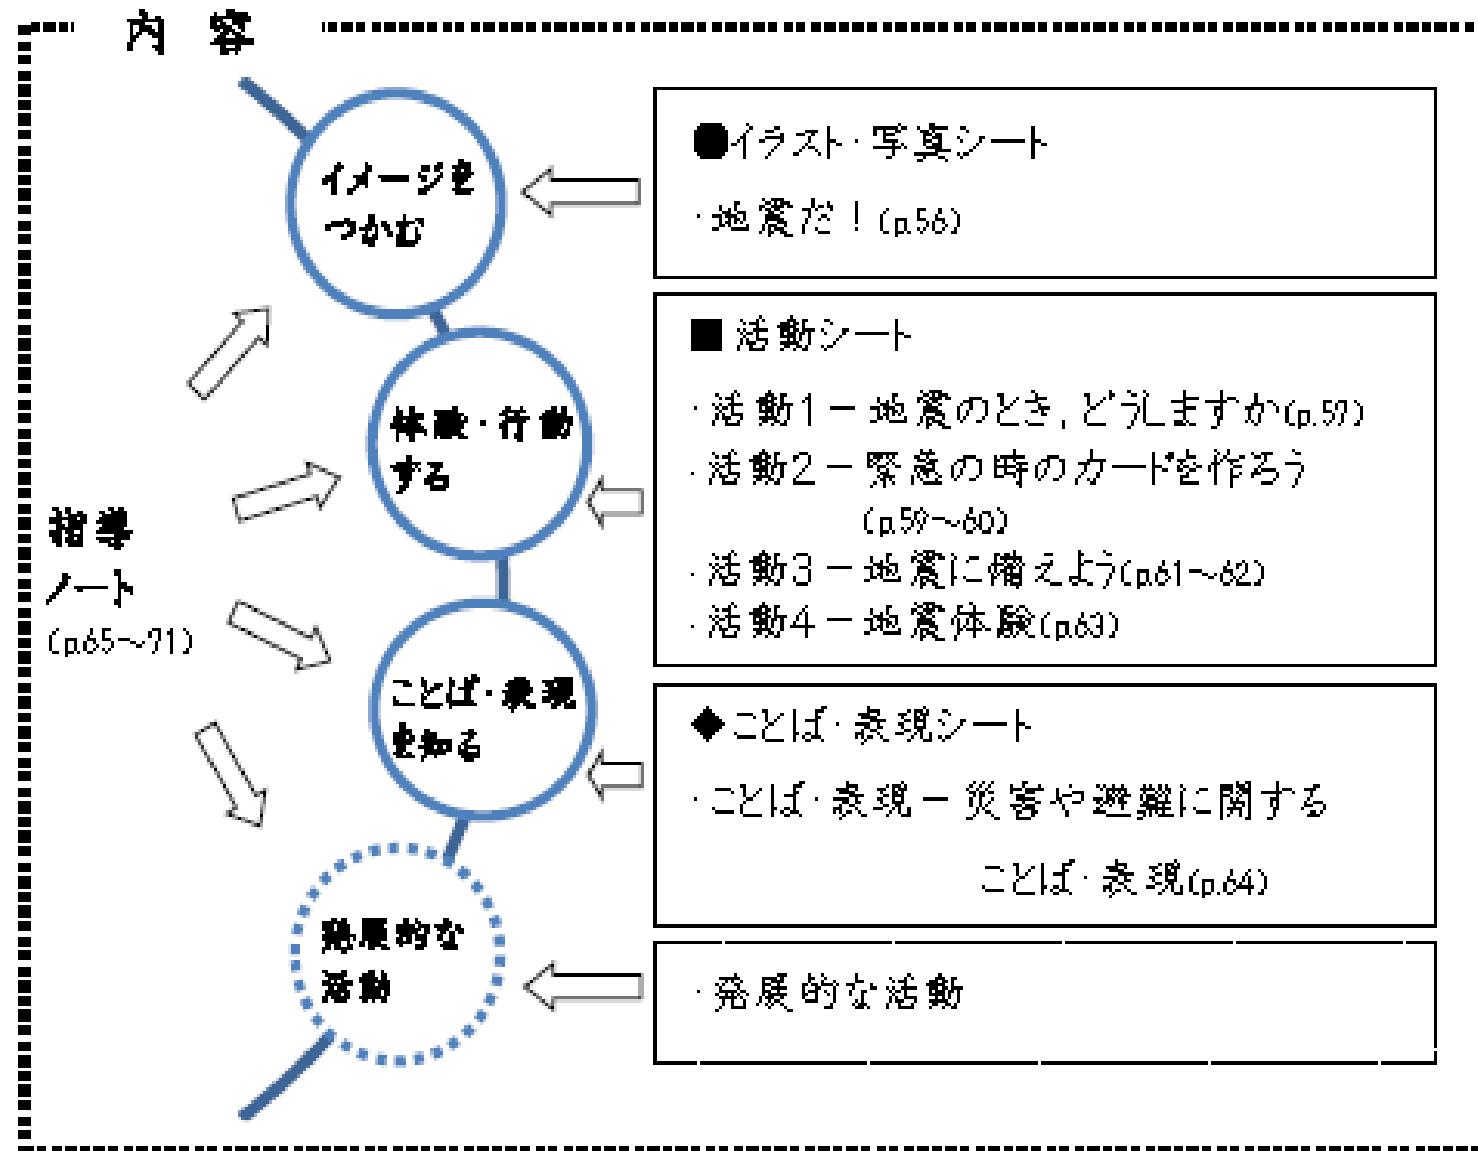 内 容
イメージを
つかむ
体験・行動
する
指導
ノート
(p.65～71)
ことば・表現
を知る
発展的な
活動
●イラスト・写真シート
・地震だ！(p.56)
■ 活動シート
・活動1－地震のとき,どうしますか(p.57)
・活動2－緊急の時のカードを作ろう
(p.59～60)
・活動3－地震に備えよう(p.61～62)
・活動4－地震体験(p.63)
◆ことば・表現シート
・ことば・表現－災害や避難に関する
ことば・表現(p.64)
・発展的な活動